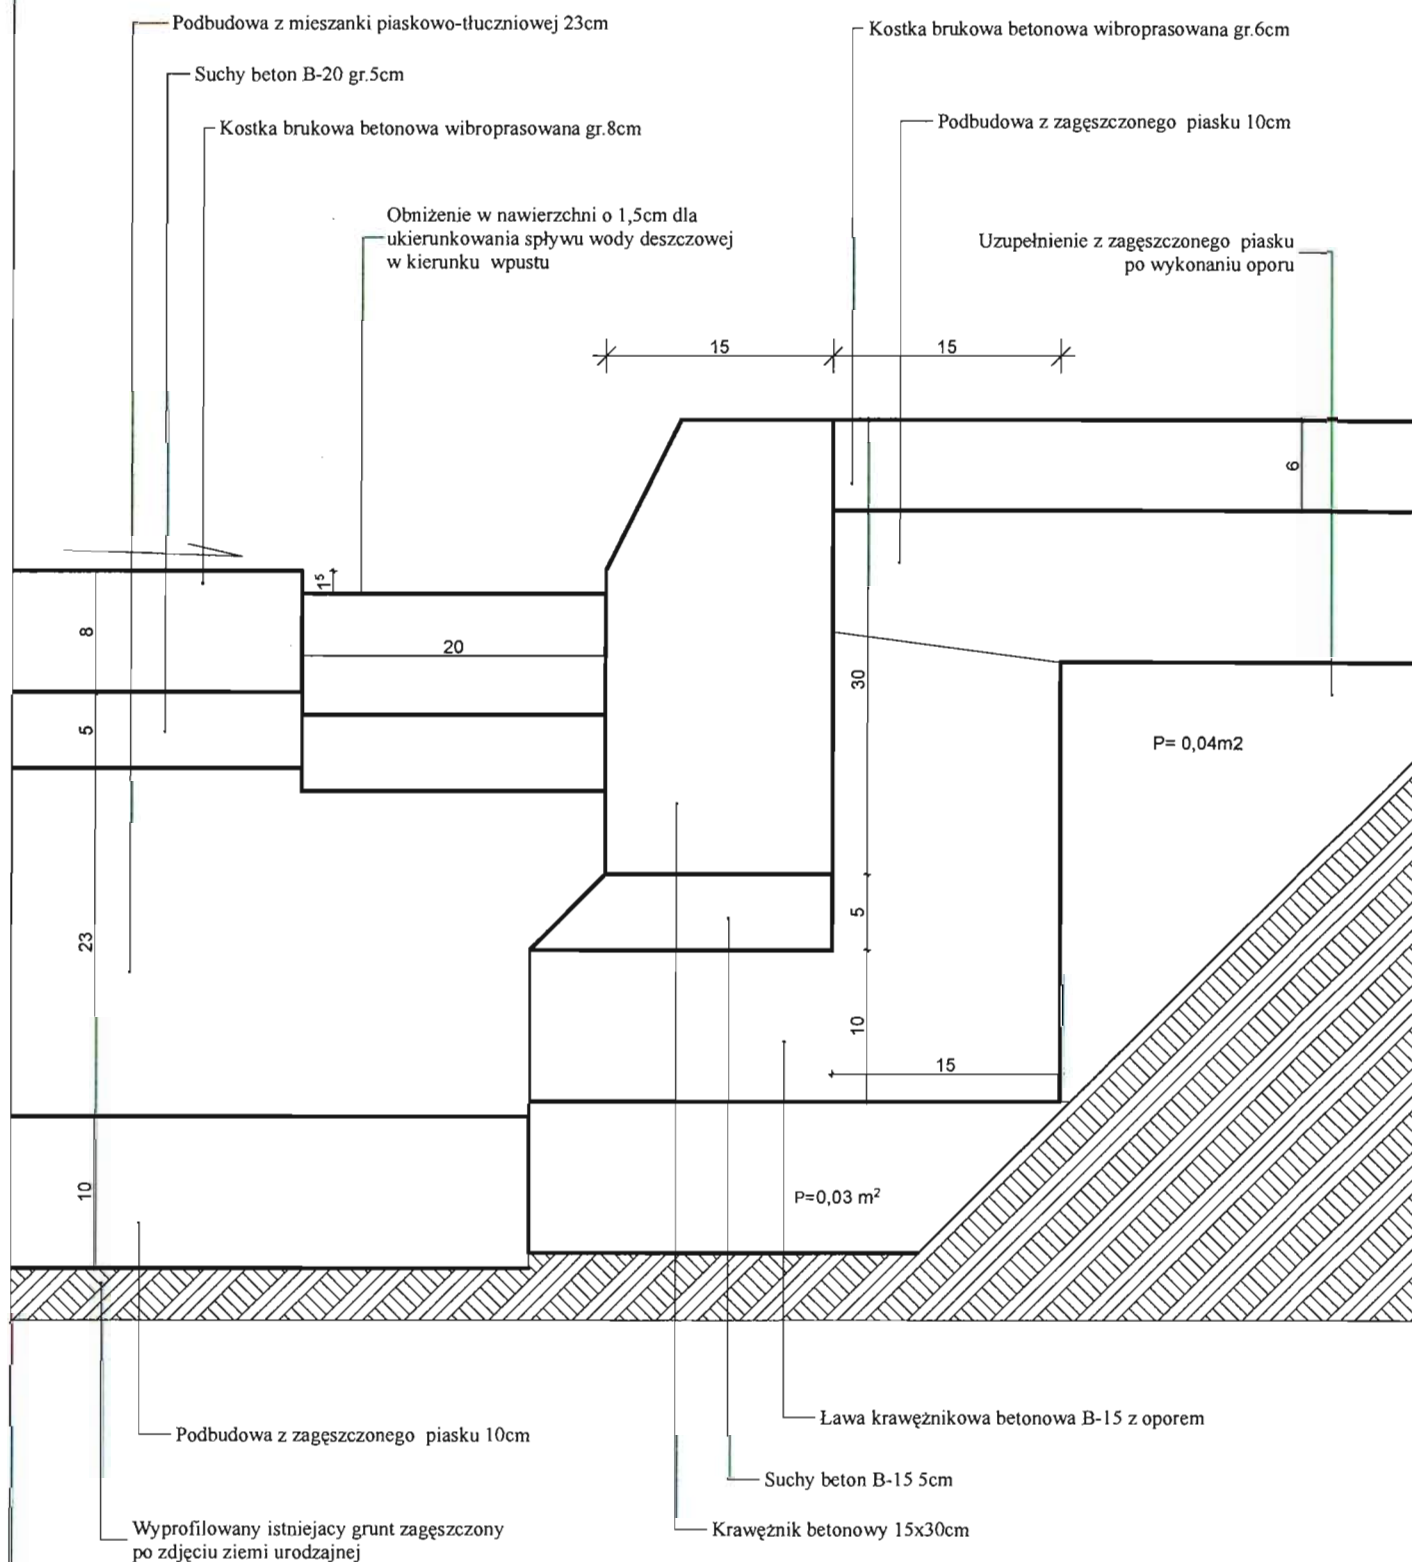 Podbudowa z mieszanki piaskowo-tłuczniowej 23cm
Kostka brukowa betonowa wibroprasowana gr.6cm
Suchy beton B-20 gr.5cm
Kostka brukowa betonowa wibroprasowana gr.8cm
Podbudowa z zagęszczonego piasku 10cm
Obniżenie w nawierzchni o 1,5cm dla
ukierunkowania spływu wody deszczowej
w kierunku wpustu
Uzupełnienie z zagęszczonego piasku
po wykonaniu oporu
15
15
6
1⁵
8
20
30
5
P= 0,04m2
5
23
10
15
10
P=0,03 m²
Ława krawężnikowa betonowa B-15 z oporem
Podbudowa z zagęszczonego piasku 10cm
Suchy beton B-15 5cm
Krawężnik betonowy 15x30cm
Wyprofilowany istniejacy grunt zagęszczony
po zdjęciu ziemi urodzajnej